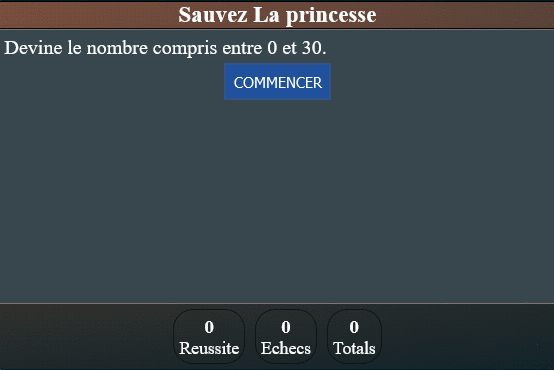 Sauvez La princesse
Devine le nombre compris entre 0 et 30.
COMMENCER
0 0 0
Reussite Echecs Totals